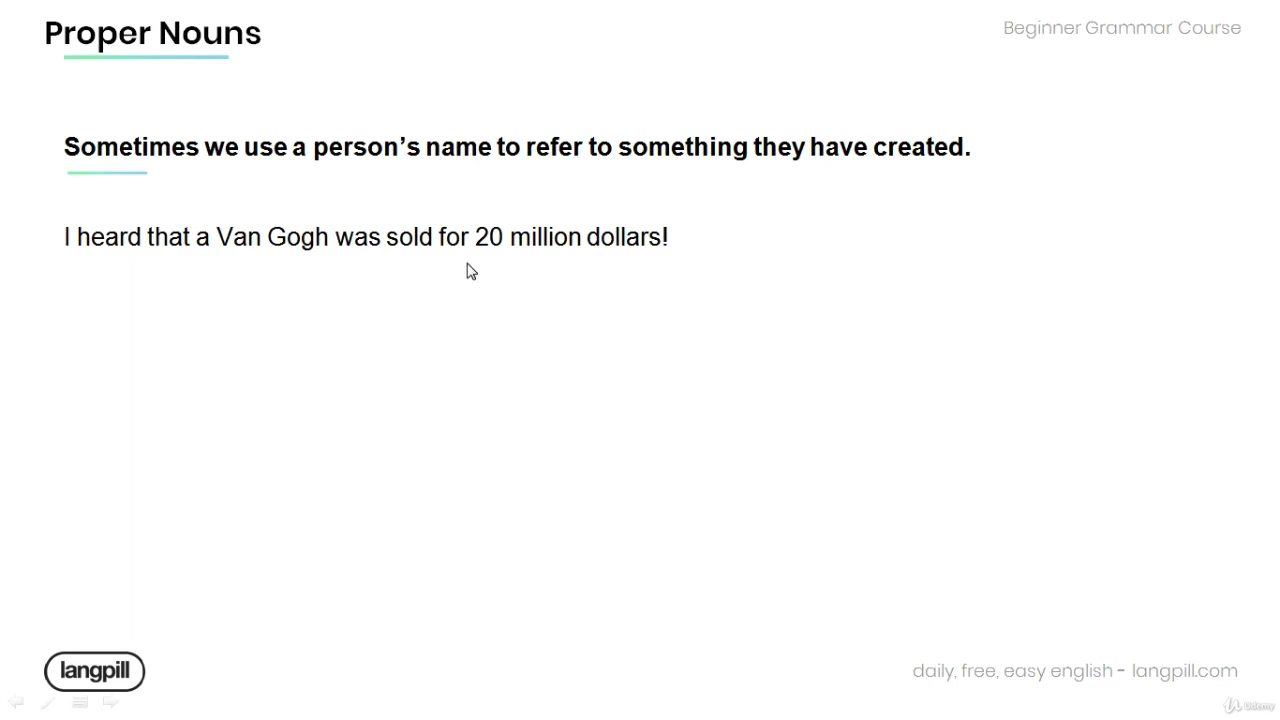 Proper Nouns
Beginner Grammar Course
Sometimes we use a person’s name to refer to something they have created.
I heard that a Van Gogh was sold for 20 million dollars!
langpill
daily, free, easy english - langpill.com
Udemy